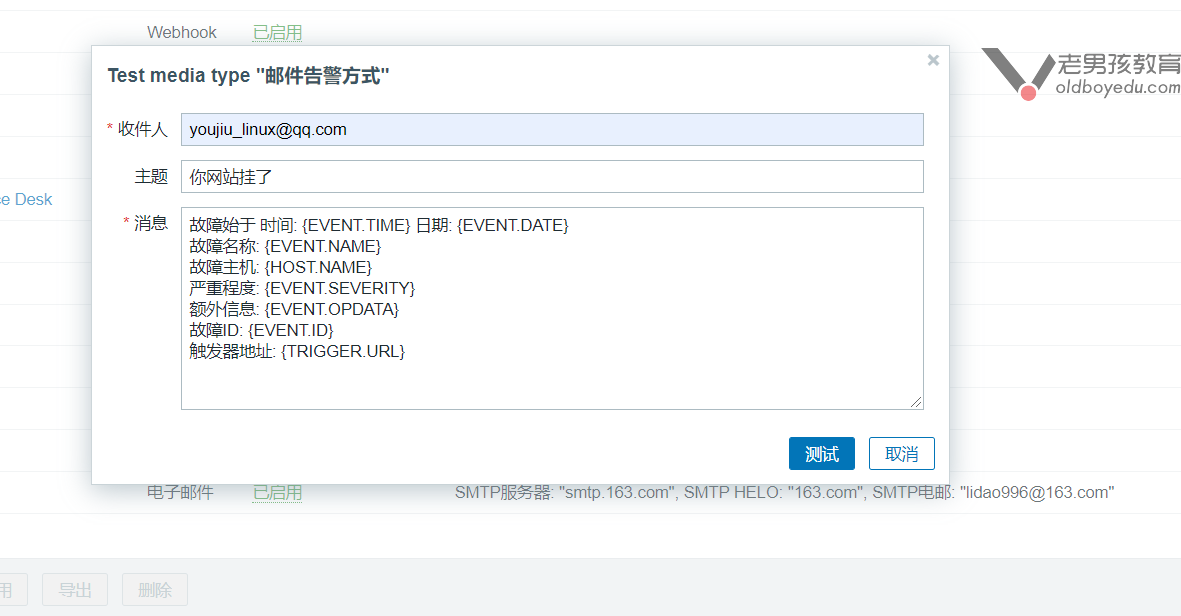 Webhook 已启用
Test media type "邮件告警方式"
×
老男孩教育
oldboyedu.com
* 收件人 youjiu_linux@qq.com
主题 你网站挂了
ce Desk
* 消息 故障始于 时间: {EVENT.TIME} 日期: {EVENT.DATE}
故障名称: {EVENT.NAME}
故障主机: {HOST.NAME}
严重程度: {EVENT.SEVERITY}
额外信息: {EVENT.OPDATA}
故障ID: {EVENT.ID}
触发器地址: {TRIGGER.URL}
测试 取消
电子邮件 已启用 SMTP服务器: "smtp.163.com", SMTP HELO: "163.com", SMTP电邮: "lidao996@163.com"
用 导出 删除